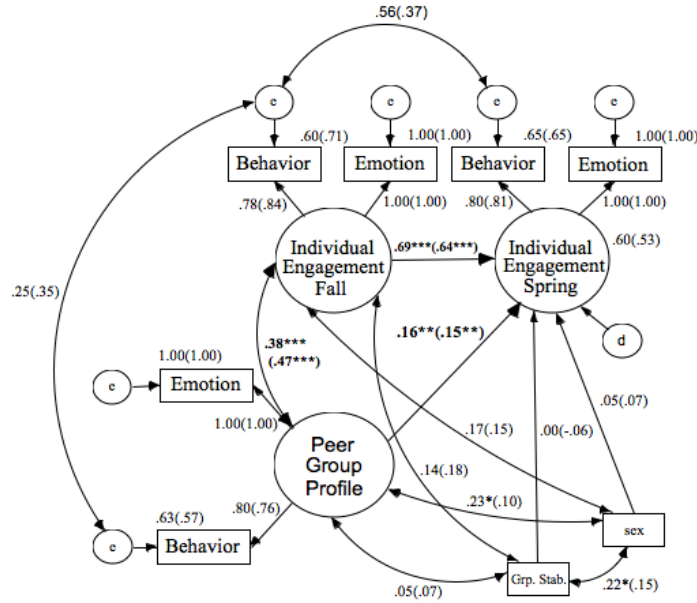 .56(.37)
e
e
e
e
.60(.71)
1.00(1.00)
.65(.65)
1.00(1.00)
Behavior
Emotion
Behavior
Emotion
.78(.84)
1.00(1.00)
.80(.81)
1.00(1.00)
Individual
Engagement
Fall
.69***(.64***)
Individual
Engagement
Spring
.60(.53)
.25(.35)
.38***
(.47***)
.16**(.15**)
d
1.00(1.00)
e
Emotion
1.00(1.00)
.05(.07)
.17(.15)
.00(-.06)
Peer
Group
Profile
.14(.18)
.23*(.10)
.63(.57)
.80(.76)
e
Behavior
sex
.05(.07)
Grp. Stab.
.22*(.15)